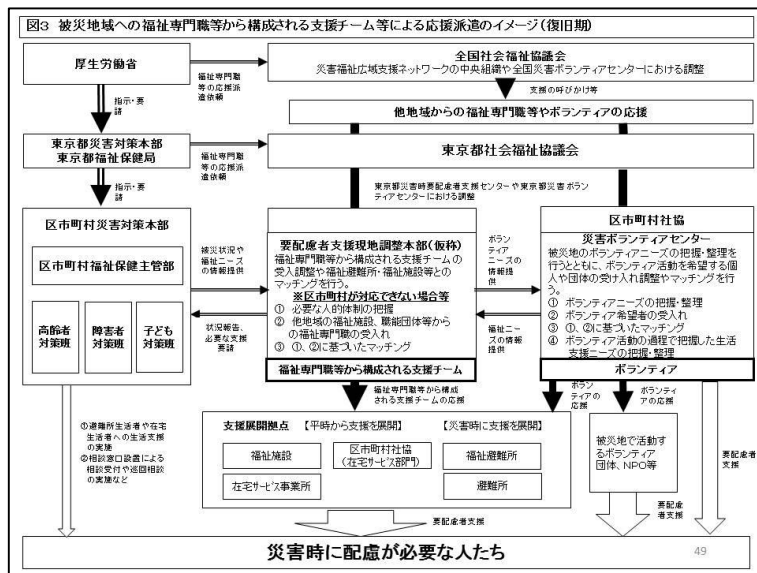 図3 被災地域への福祉専門職等から構成される支援チーム等による応援派遣のイメージ（復旧期）
厚生労働省
福祉専門職
等の応援派
遣依頼
全国社会福祉協議会
災害福祉広域支援ネットワークの中央組織や全国災害ボランティアセンターにおける調整
支援の呼びかけ等
他地域からの福祉専門職等やボランティアの応援
指示・要
請
東京都災害対策本部
東京都福祉保健局
福祉専門職
等の応援派
遣依頼
東京都社会福祉協議会
指示・要
請
東京都災害時要配慮者支援センターや東京都災害ボラン
ティアセンターにおける調整
区市町村災害対策本部
区市町村福祉保健主管部
高齢者
対策班
障害者
対策班
子ども
対策班
被災状況や
福祉ニーズ
の情報提供
状況報告、
必要な支援
要請
要配慮者支援現地調整本部（仮称）
福祉専門職等から構成される支援チームの
受入調整や福祉避難所・福祉施設等との
マッチングを行う。
※区市町村が対応できない場合等
① 必要な人的体制の把握
② 他地域の福祉施設、職能団体等から
の福祉専門職の受入れ
③ ①、②に基づいたマッチング
福祉専門職等から構成される支援チーム
ボラン
ティア
ニーズ
の情報
提供
福祉ニー
ズの情報
提供
区市町村社協
災害ボランティアセンター
被災地のボランティアニーズの把握・整理
を行うとともに、ボランティア活動を希望する個
人や団体の受け入れ調整やマッチングを行
う。
① ボランティアニーズの把握・整理
② ボランティア希望者の受入れ
③ ①、②に基づいたマッチング
④ ボランティア活動の過程で把握した生活
支援ニーズの把握・整理
ボランティア
福祉専門職等から構成
される支援チームの応援
ボラン
ティア
の応援
ボランティ
アの応援
①避難所生活者や在宅
生活者への生活支援
の実施
②相談窓口設置による
相談受付や巡回相談
の実施など
支援展開拠点 【平時から支援を展開】 【災害時に支援を展開】
福祉施設
区市町村社協
（在宅サービス部門）
福祉避難所
在宅サービス事業所
避難所
被災地で活動す
るボランティア
団体、NPO等
要配慮者
支援
要配慮者支援
要配慮
者支援
災害時に配慮が必要な人たち
49